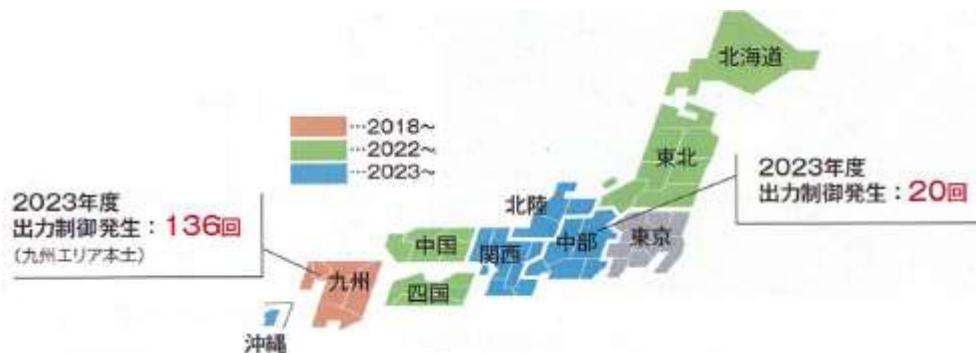 北海道
…2018~
…2022~
…2023~
東北
2023年度
出力制御発生:20回
2023年度
出力制御発生:136回
(九州エリア本土)
北陸
中国
関西
中部
東京
九州
四国
沖縄